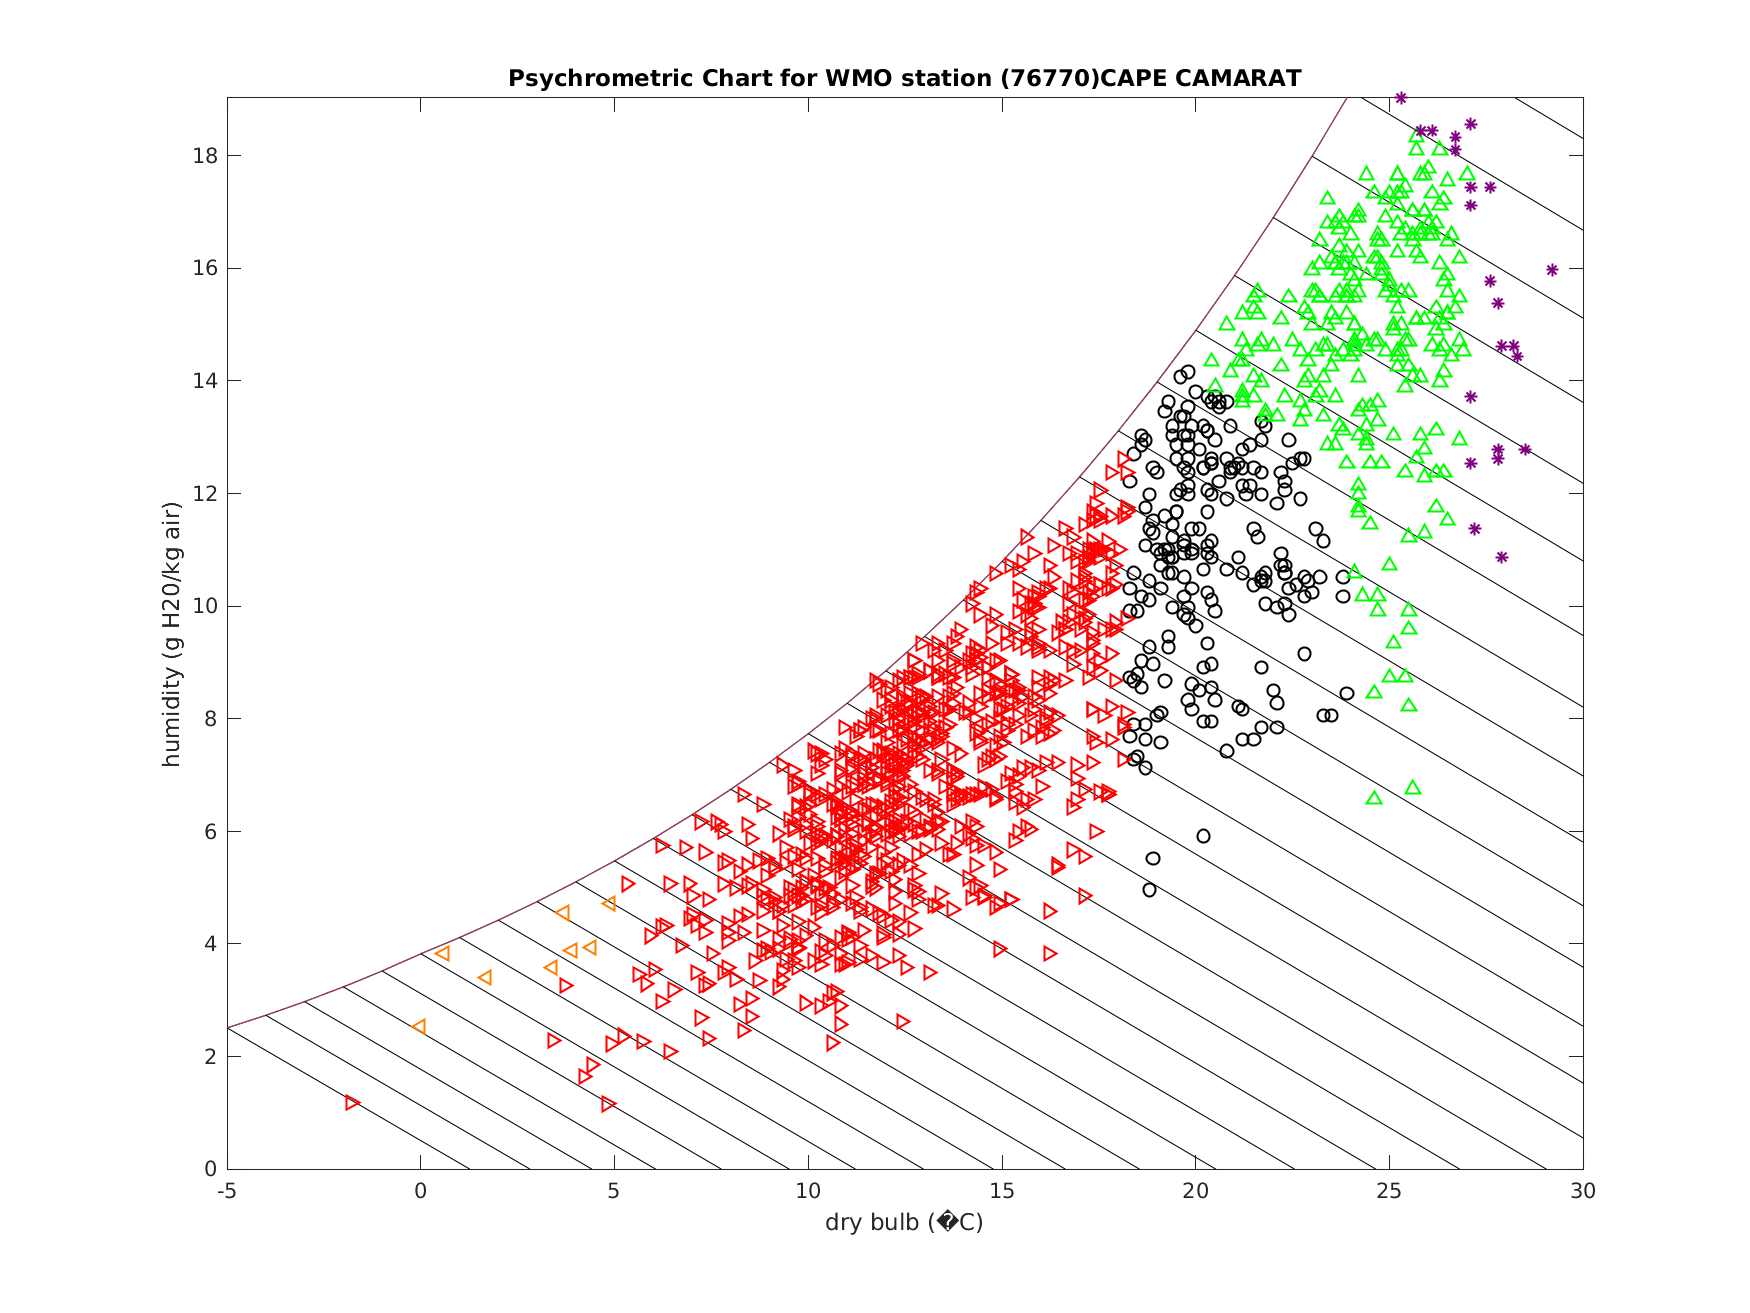 Psychrometric Chart for WMO station (76770)CAPE CAMARAT
humidity (g H20/kg air)
18
16
14
12
10
8
6
4
2
0
-5 0 5 10 15 20 25 30
dry bulb (�C)